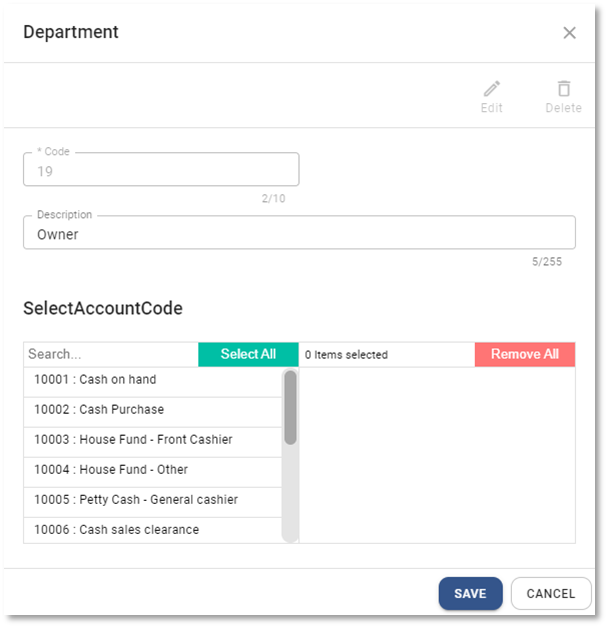 Department
Edit Delete
* Code
19
2/10
Description
Owner
5/255
SelectAccountCode
Search... Select All 0 Items selected Remove All
10001 : Cash on hand
10002 : Cash Purchase
10003 : House Fund - Front Cashier
10004 : House Fund - Other
10005 : Petty Cash - General cashier
10006 : Cash sales clearance
SAVE CANCEL